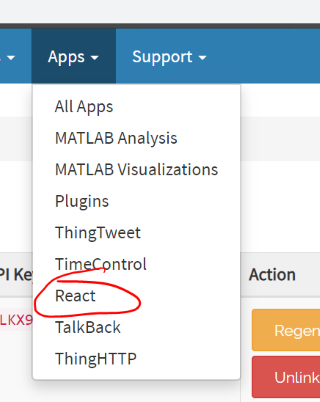 Apps
Support
All Apps
MATLAB Analysis
MATLAB Visualizations
Plugins
ThingTweet
TimeControl
React
TalkBack
ThingHTTP
PI Ke
Action
LKX9
Regen
Unlink